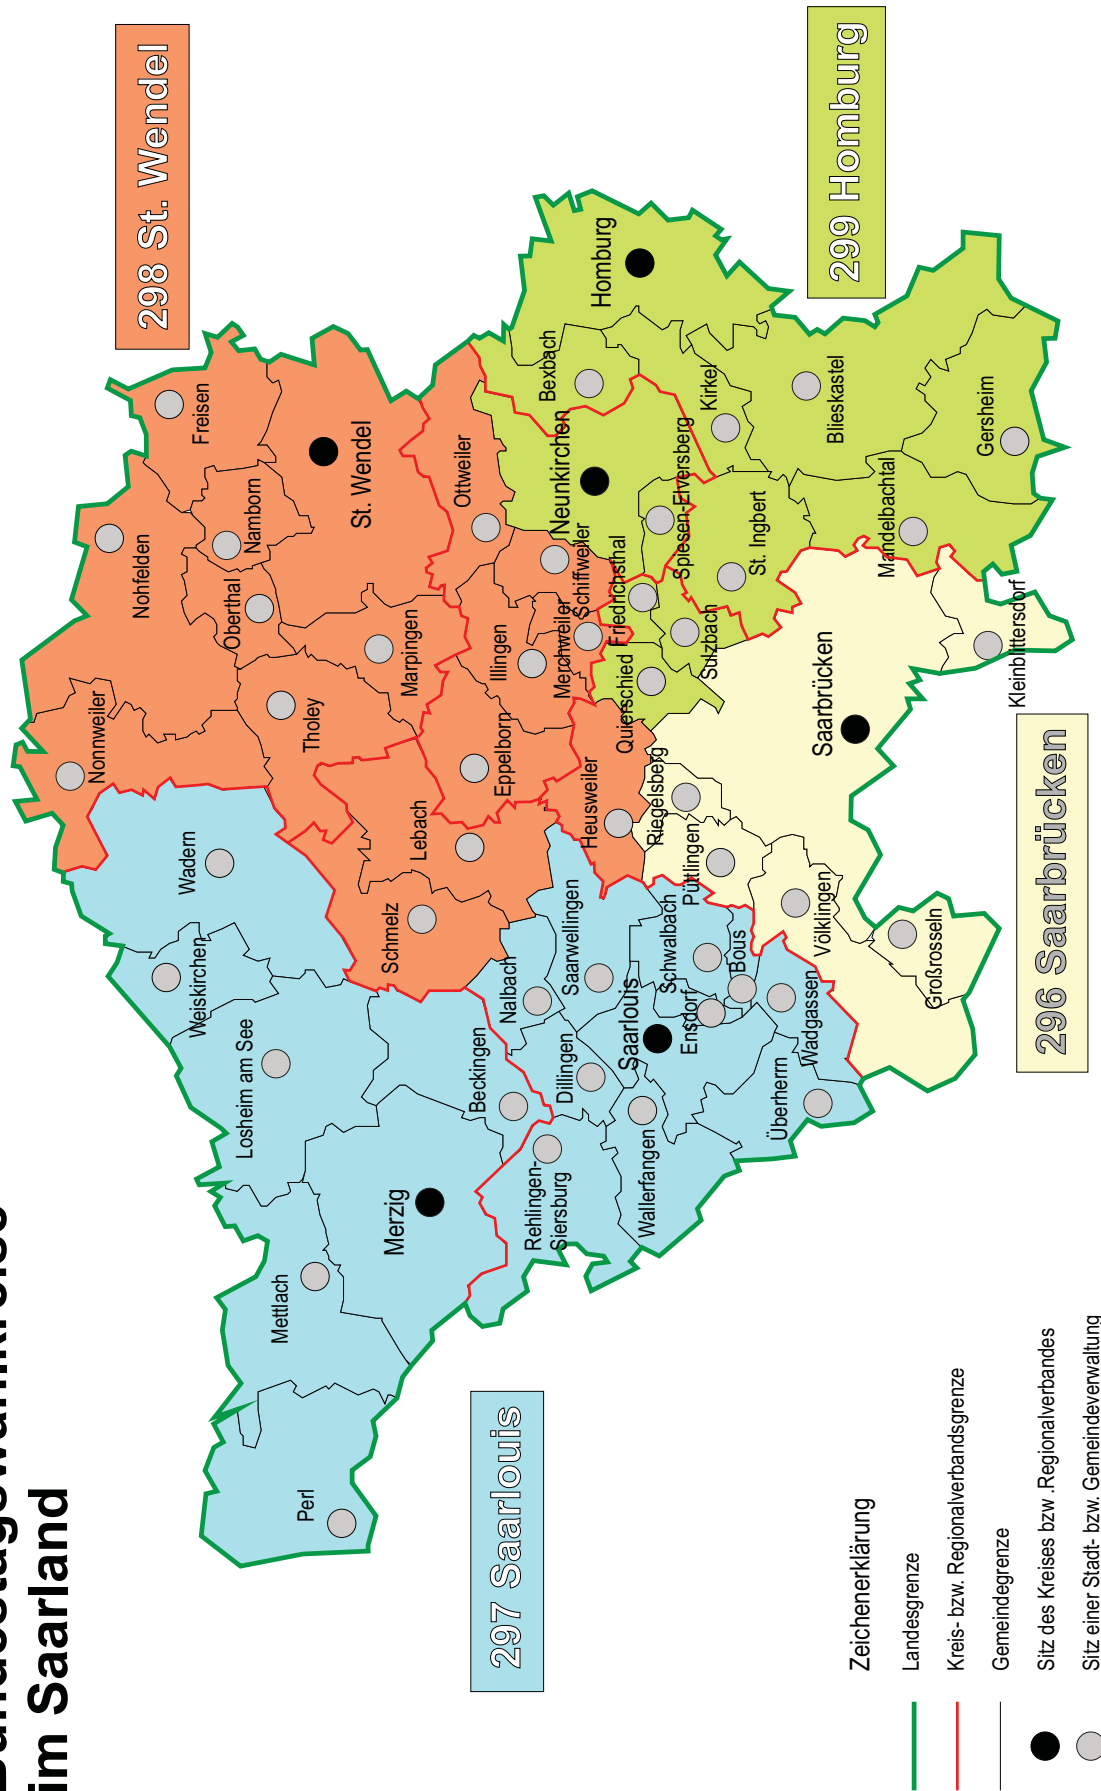 im Saarland
298 St. Wendel
299 Homburg
297 Saarlouis
296 Saarbrücken
Nonnweiler
Nohfelden
Freisen
Wadern
Weiskirchen
Namborn
Oberthal
St. Wendel
Losheim am See
Tholey
Marpingen
Mettlach
Perl
Merzig
Schmelz
Lebach
Ottweiler
Eppelborn
Illingen
Beckingen
Nalbach
Merchweiler
Schiffweiler
Neunkirchen
Bexbach
Homburg
Rehlingen-
Siersburg
Dillingen
Saarwellingen
Heusweiler
Quierschied
Friedrichsthal
Spiesen-Elversberg
Kirkel
Wallerfangen
Saarlouis
Schwalbach
Ensdorf
Bous
Püttlingen
Riegelsberg
Sulzbach
St. Ingbert
Blieskastel
Überherrn
Wadgassen
Völklingen
Saarbrücken
Mandelbachtal
Gersheim
Großrosseln
Kleinblittersdorf
Zeichenerklärung
Landesgrenze
Kreis- bzw. Regionalverbandsgrenze
Gemeindegrenze
Sitz des Kreises bzw .Regionalverbandes
Sitz einer Stadt- bzw. Gemeindeverwaltung